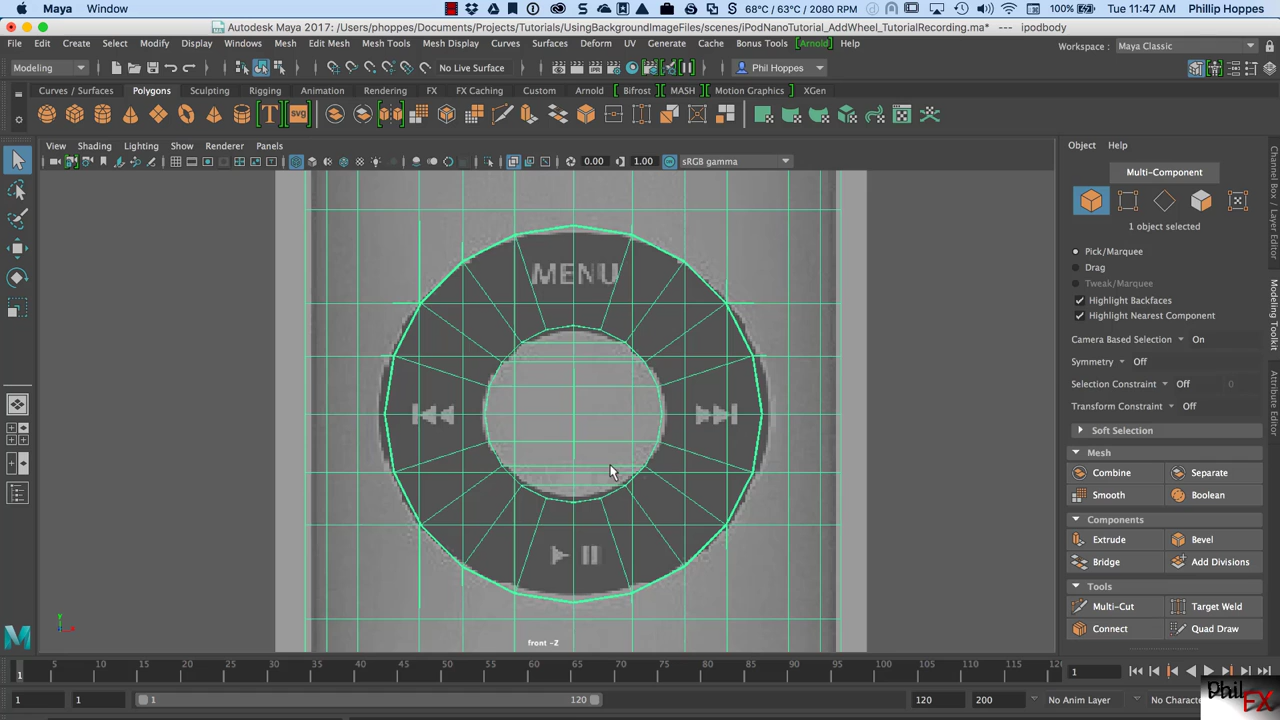 Maya Window 68°C / 63°C / 2080 RPM 100% Tue 11:47 AM Phillip Hoppes
Autodesk Maya 2017: /Users/phoppes/Documents/Projects/Tutorials/UsingBackgroundImageFiles/scenes/iPodNanoTutorial_AddWheel_TutorialRecording.ma* --- ipodbody
File Edit Create Select Modify Display Windows Mesh Edit Mesh Mesh Tools Mesh Display Curves Surfaces Deform UV Generate Cache Bonus Tools [Arnold] Help
Workspace : Maya Classic
Modeling No Live Surface Phil Hoppes
Curves / Surfaces Polygons Sculpting Rigging Animation Rendering FX FX Caching Custom Arnold Bifrost MASH Motion Graphics XGen
T svg
View Shading Lighting Show Renderer Panels
0.00 1.00 sRGB gamma
MENU
front -Z
Object Help
Multi-Component
1 object selected
Pick/Marquee
Drag
Tweak/Marquee
Highlight Backfaces
Highlight Nearest Component
Camera Based Selection On
Symmetry Off
Selection Constraint Off 0
Transform Constraint Off
Soft Selection
Mesh
Combine Separate
Smooth Boolean
Components
Extrude Bevel
Bridge Add Divisions
Tools
Multi-Cut Target Weld
Connect Quad Draw
Channel Box / Layer Editor
Modeling Toolkit
Attribute Editor
1 5 10 15 20 25 30 35 40 45 50 55 60 65 70 75 80 85 90 95 100 105 110 115 12 1
1 1 1 120 120 200 No Anim Layer No Charac
Phil FX